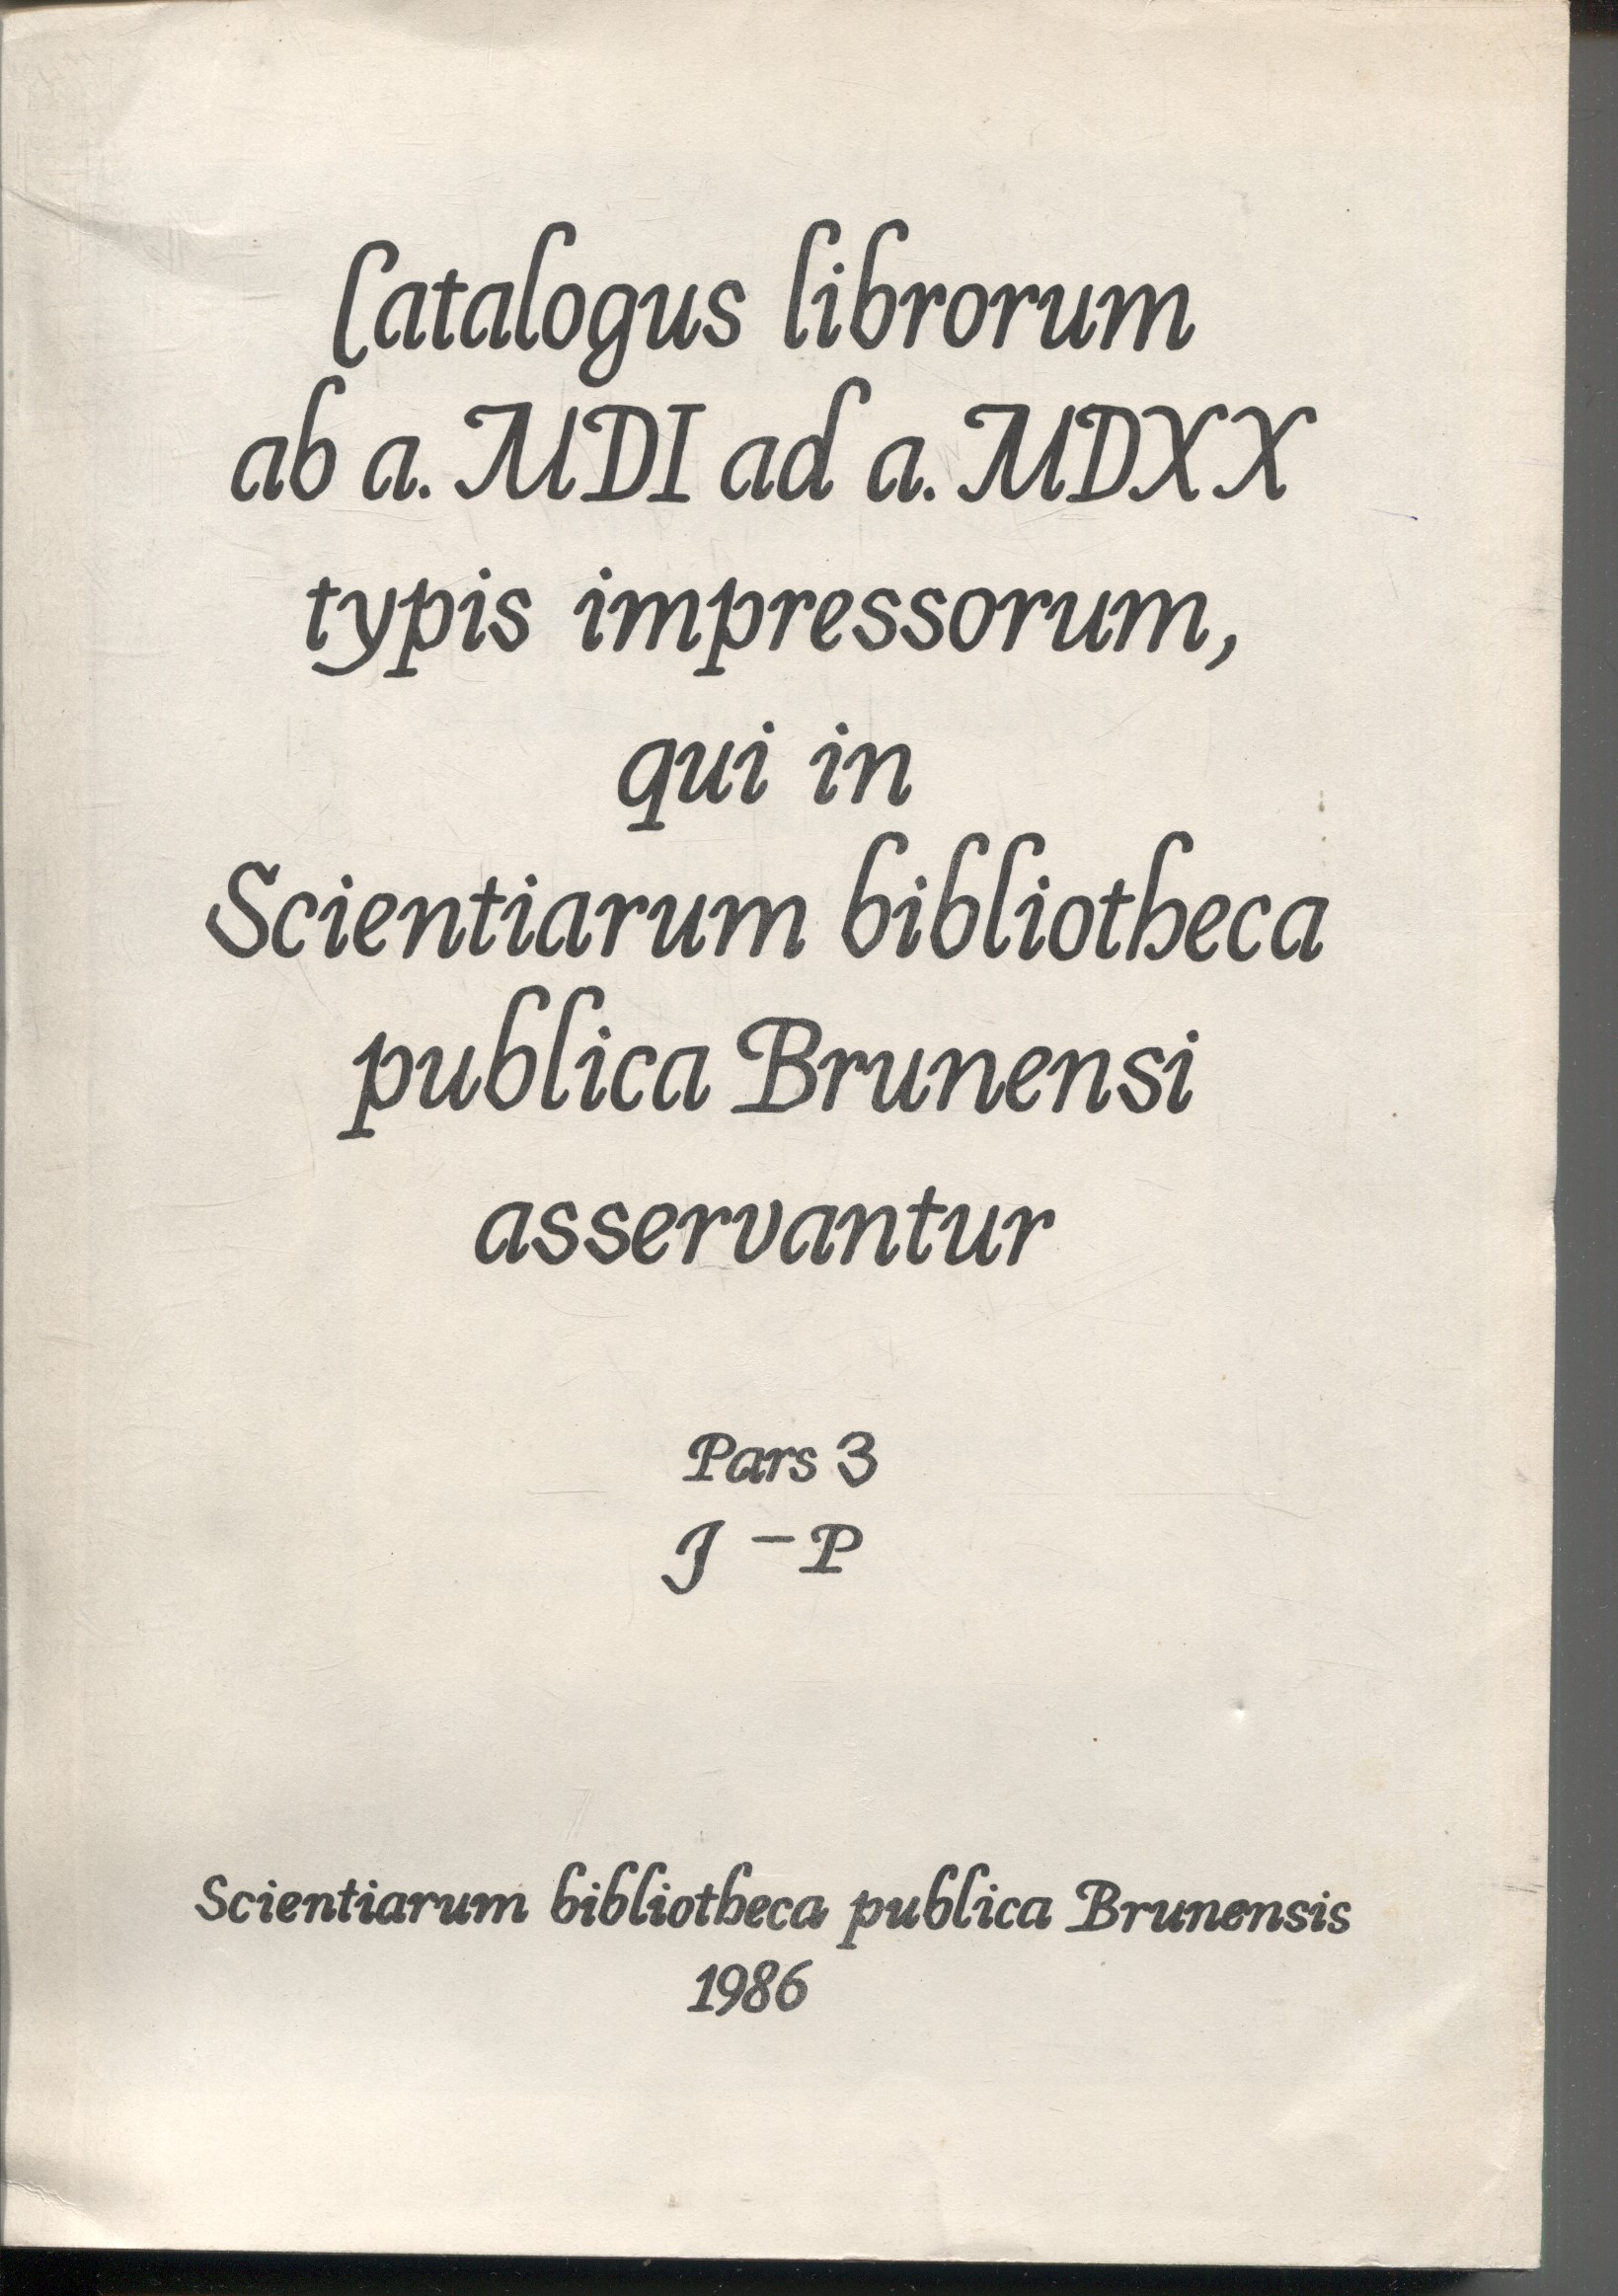 Catalogus librorum
ab a. MDI ad a. MDXX
typis impressorum,
qui in
Scientiarum bibliotheca
publica Brunensi
asservantur
Pars 3
J - P
Scientiarum bibliotheca publica Brunensis
1986